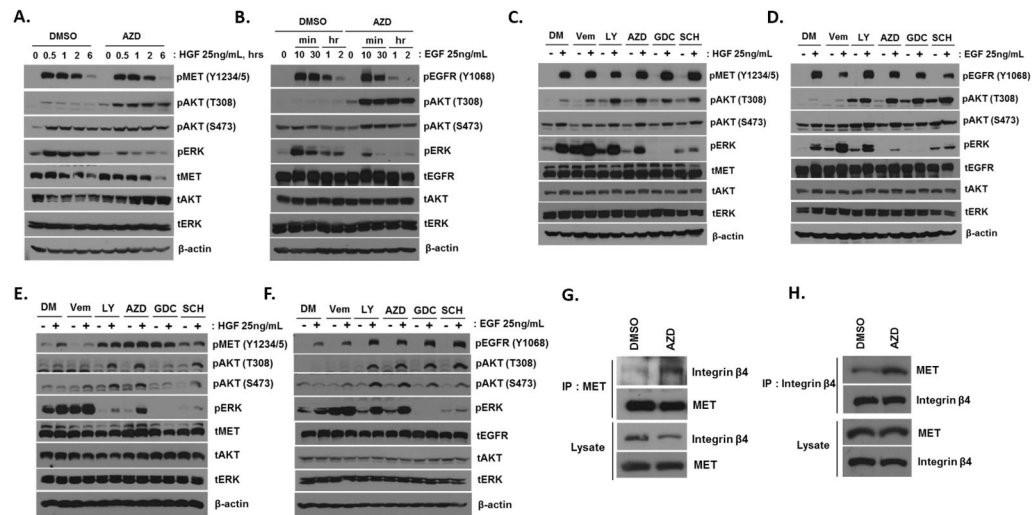 A.
DMSO AZD
0 0.5 1 2 6 0 0.5 1 2 6 : HGF 25ng/mL, hrs
pMET (Y1234/5)
pAKT (T308)
pAKT (S473)
pERK
tMET
tAKT
tERK
β-actin
B.
DMSO AZD
min hr min hr
0 10 30 1 2 0 10 30 1 2 : EGF 25ng/mL
pEGFR (Y1068)
pAKT (T308)
pAKT (S473)
pERK
tEGFR
tAKT
tERK
β-actin
C.
DM Vem LY AZD GDC SCH
- + - + - + - + - + - + : HGF 25ng/mL
pMET (Y1234/5)
pAKT (T308)
pAKT (S473)
pERK
tMET
tAKT
tERK
β-actin
D.
DM Vem LY AZD GDC SCH
- + - + - + - + - + - + : EGF 25ng/mL
pEGFR (Y1068)
pAKT (T308)
pAKT (S473)
pERK
tEGFR
tAKT
tERK
β-actin
E.
DM Vem LY AZD GDC SCH
- + - + - + - + - + - + : HGF 25ng/mL
pMET (Y1234/5)
pAKT (T308)
pAKT (S473)
pERK
tMET
tAKT
tERK
β-actin
F.
DM Vem LY AZD GDC SCH
- + - + - + - + - + - + : EGF 25ng/mL
pEGFR (Y1068)
pAKT (T308)
pAKT (S473)
pERK
tEGFR
tAKT
tERK
β-actin
G.
DMSO AZD
IP : MET
Integrin β4
MET
Lysate
Integrin β4
MET
H.
DMSO AZD
IP : Integrin β4
MET
Integrin β4
Lysate
MET
Integrin β4